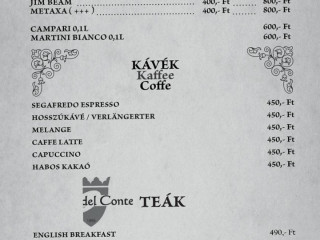 JIM BEAM 400,- Ft 800,- Ft
METAXA ( +++ ) 400,- Ft 800,- Ft
CAMPARI 0,1L 600,- Ft
MARTINI BIANCO 0,1L 600,- Ft
KÁVÉK
Kaffee
Coffe
SEGAFREDO ESPRESSO 450,- Ft
HOSSZÚKÁVÉ / VERLÄNGERTER 450,- Ft
MELANGE 450,- Ft
CAFFE LATTE 450,- Ft
CAPUCCINO 450,- Ft
HABOS KAKAÓ 450,- Ft
del Conte TEÁK
ENGLISH BREAKFAST 490,- Ft